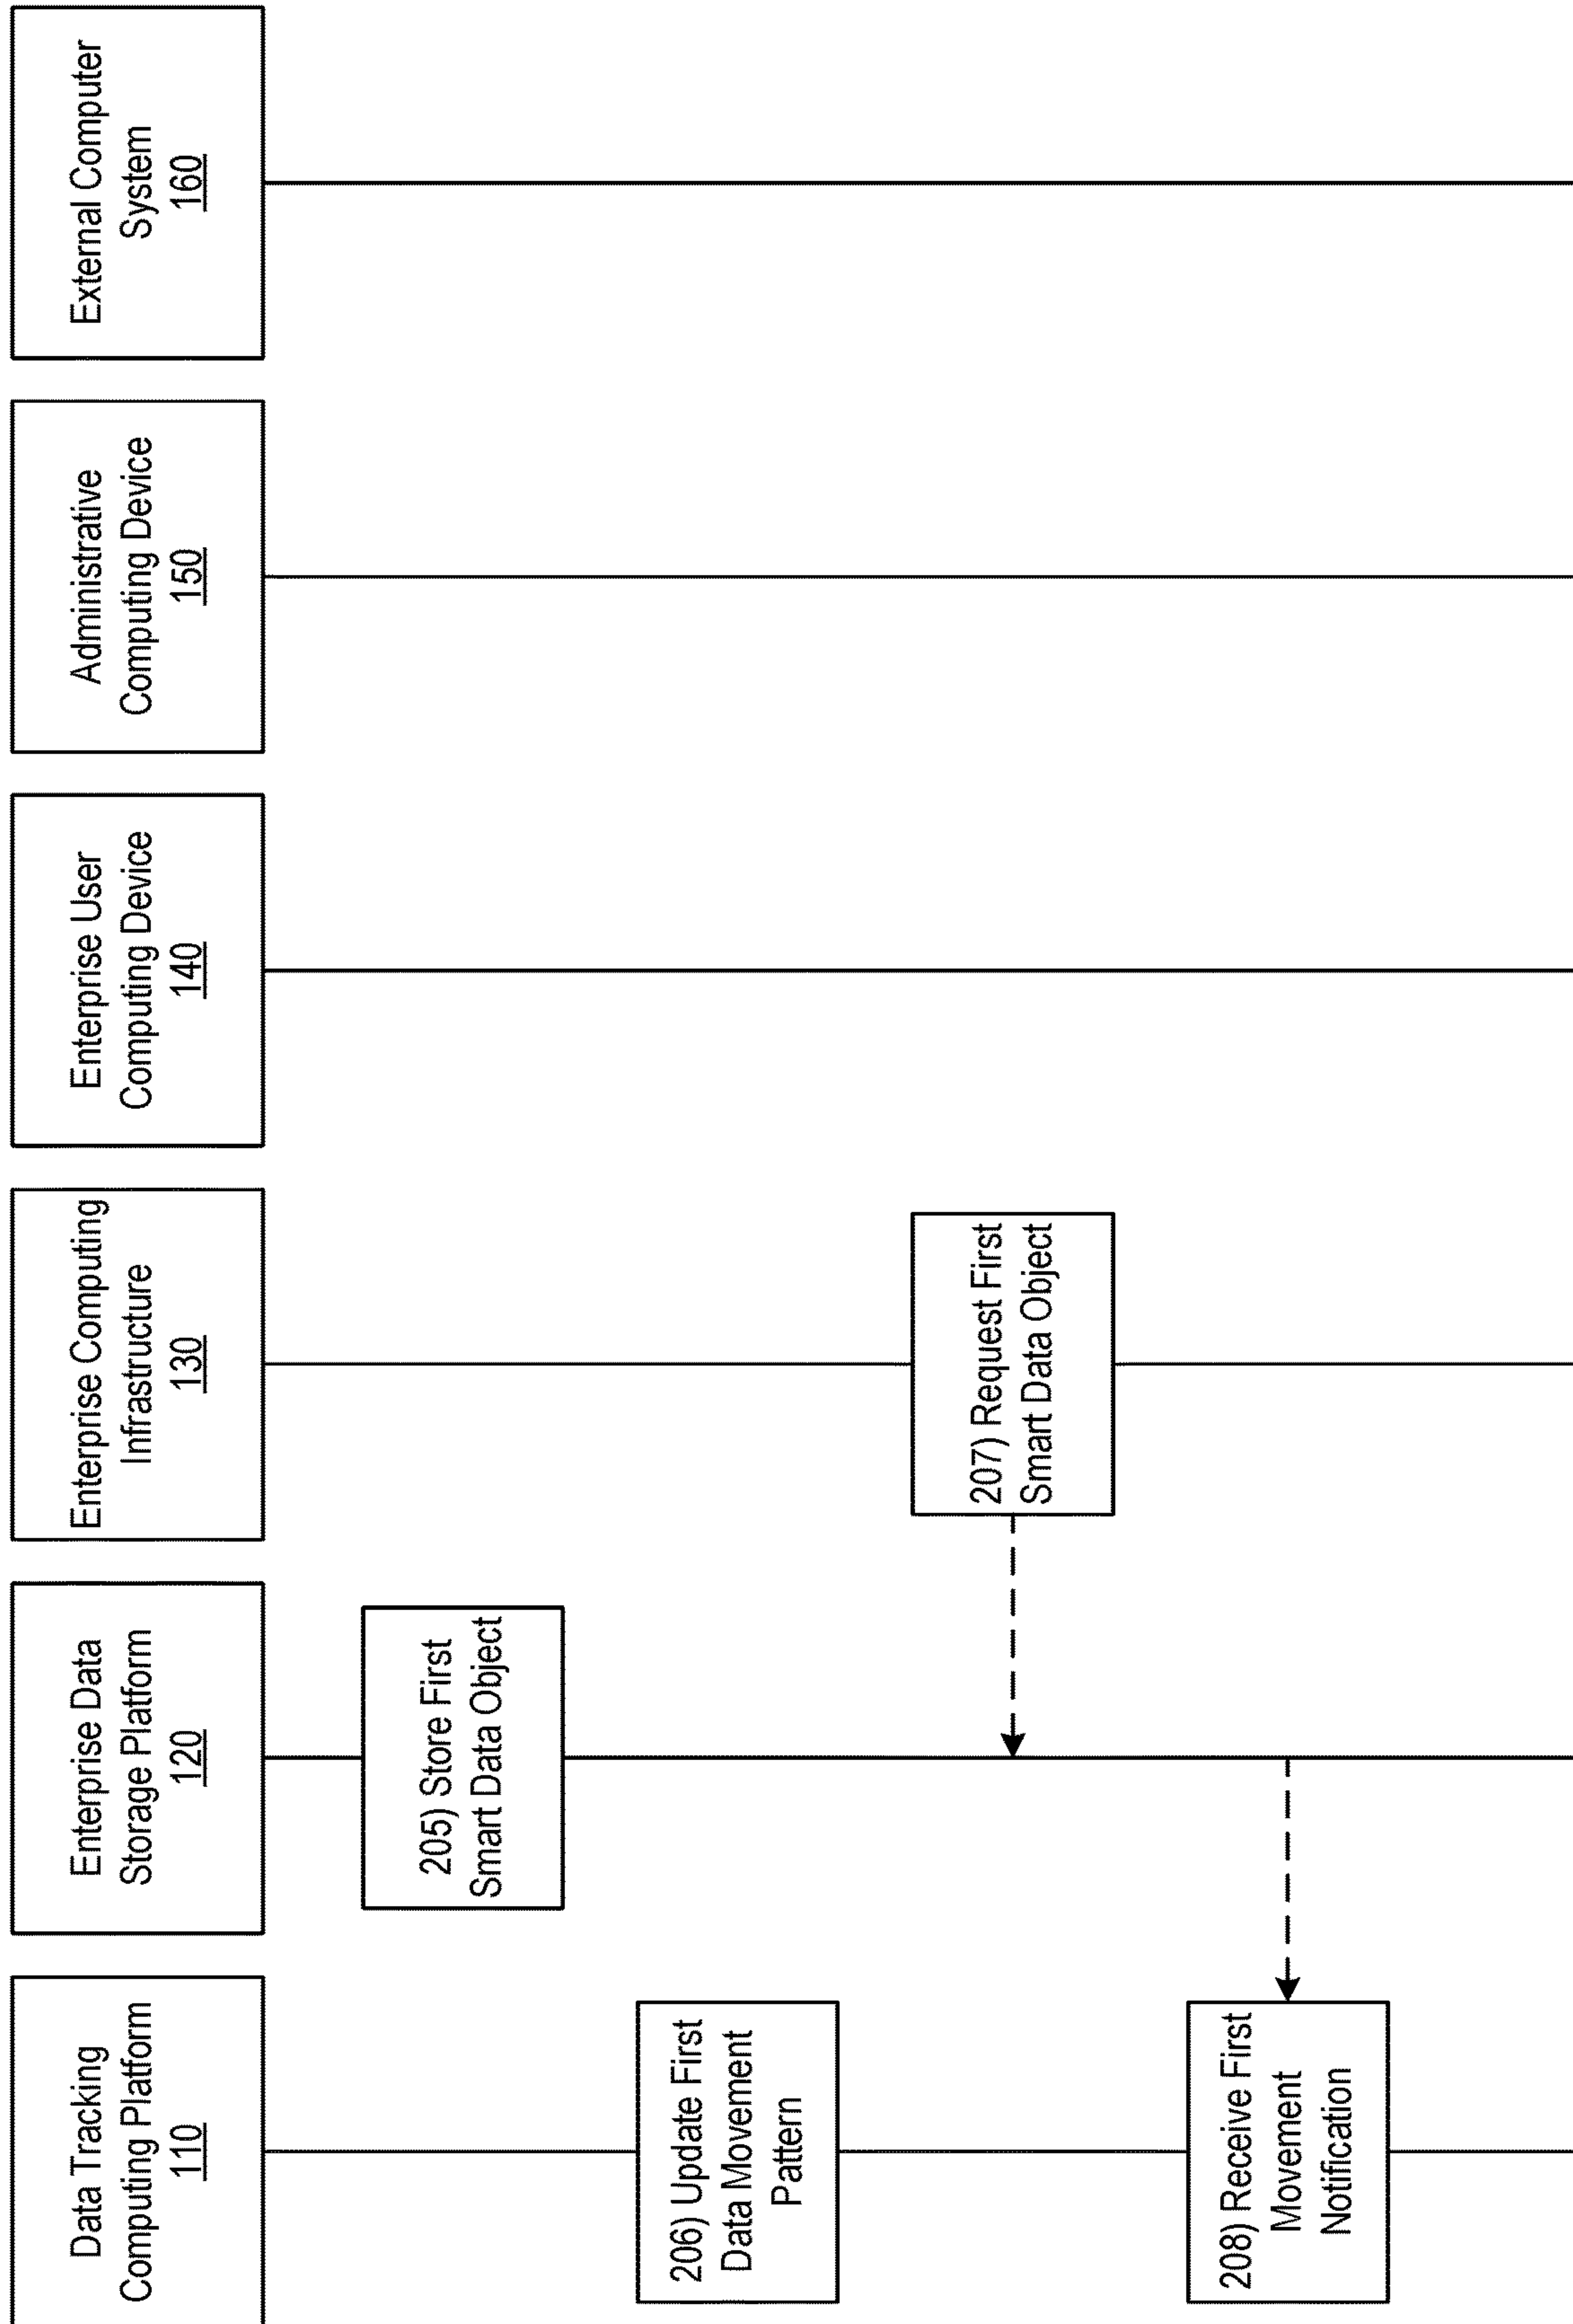 Data Tracking
Computing Platform
110
Enterprise Data
Storage Platform
120
Enterprise Computing
Infrastructure
130
Enterprise User
Computing Device
140
Administrative
Computing Device
150
External Computer
System
160
205) Store First
Smart Data Object
206) Update First
Data Movement
Pattern
207) Request First
Smart Data Object
208) Receive First
Movement
Notification